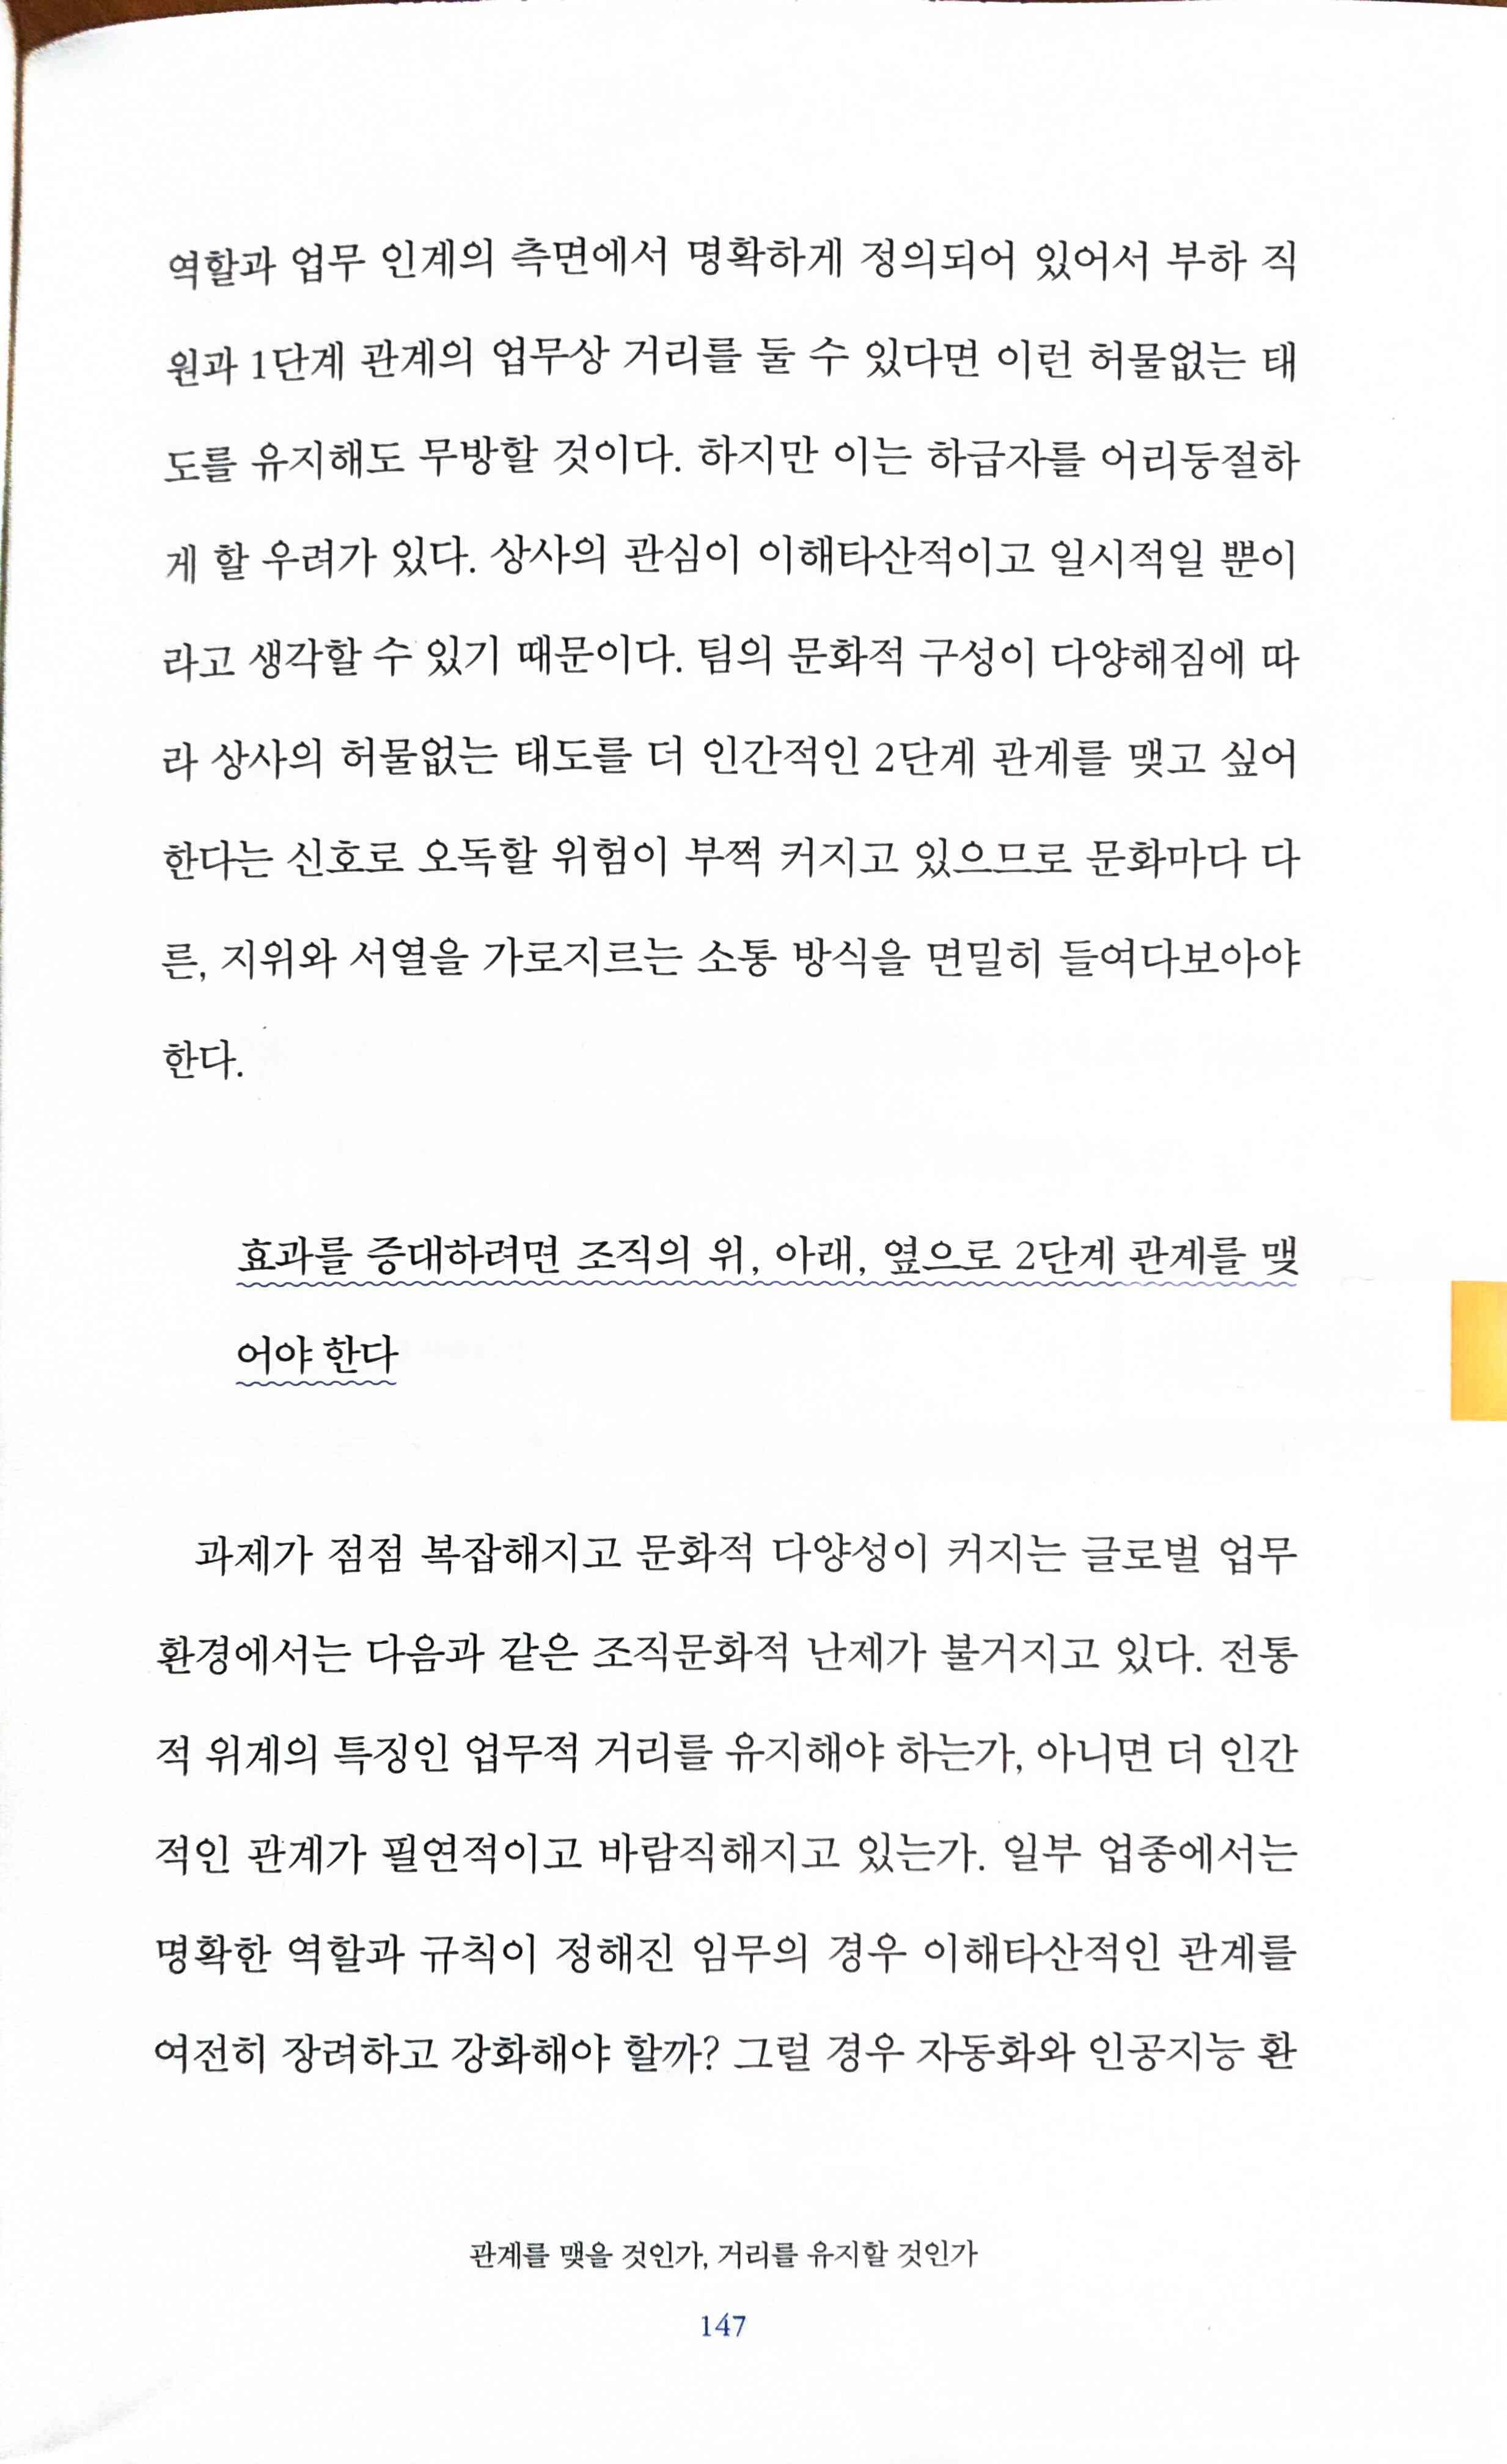 역할과 업무 인계의 측면에서 명확하게 정의되어 있어서 부하 직
원과 1단계 관계의 업무상 거리를 둘 수 있다면 이런 허물없는 태
도를 유지해도 무방할 것이다. 하지만 이는 하급자를 어리둥절하
게 할 우려가 있다. 상사의 관심이 이해타산적이고 일시적일 뿐이
라고 생각할 수 있기 때문이다. 팀의 문화적 구성이 다양해짐에 따
라 상사의 허물없는 태도를 더 인간적인 2단계 관계를 맺고 싶어
한다는 신호로 오독할 위험이 부쩍 커지고 있으므로 문화마다 다
른, 지위와 서열을 가로지르는 소통 방식을 면밀히 들여다보아야
한다.
효과를 증대하려면 조직의 위, 아래, 옆으로 2단계 관계를 맺
어야 한다
과제가 점점 복잡해지고 문화적 다양성이 커지는 글로벌 업무
환경에서는 다음과 같은 조직문화적 난제가 불거지고 있다. 전통
적 위계의 특징인 업무적 거리를 유지해야 하는가, 아니면 더 인간
적인 관계가 필연적이고 바람직해지고 있는가. 일부 업종에서는
명확한 역할과 규칙이 정해진 임무의 경우 이해타산적인 관계를
여전히 장려하고 강화해야 할까? 그럴 경우 자동화와 인공지능 환
관계를 맺을 것인가, 거리를 유지할 것인가
147